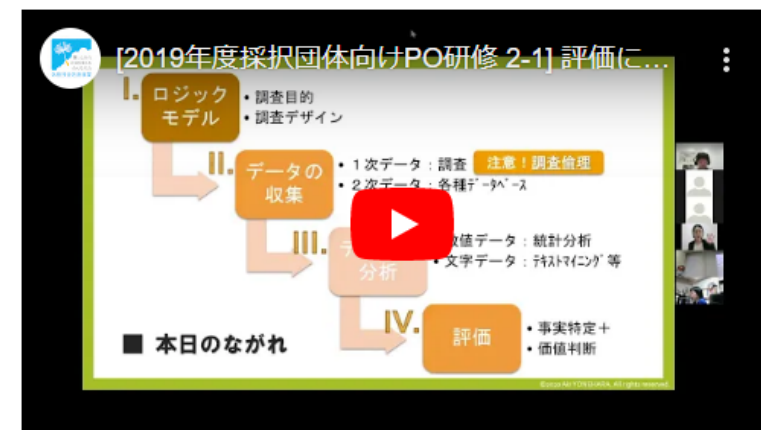 [2019年度採択団体向けPO研修 2-1] 評価に…
I.
ロジック
モデル
• 調査目的
• 調査デザイン
II.
データの
収集
• 1次データ：調査
注意！調査倫理
• 2次データ：各種ﾃﾞｰﾀﾍﾞｰｽ
III.
分析
数値データ：統計分析
• 文字データ：ﾃｷｽﾄﾏｲﾆﾝｸﾞ等
IV.
評価
• 事実特定＋
• 価値判断
■ 本日のながれ
All rights reserved.